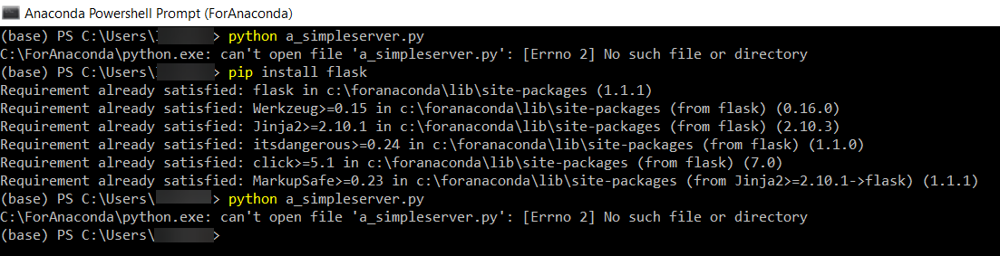 Anaconda Powershell Prompt (ForAnaconda)
(base) PS C:\Users\> python a_simpleserver.py
C:\ForAnaconda\python.exe: can't open file 'a_simpleserver.py': [Errno 2] No such file or directory
(base) PS C:\Users\> pip install flask
Requirement already satisfied: flask in c:\foranaconda\lib\site-packages (1.1.1)
Requirement already satisfied: Werkzeug>=0.15 in c:\foranaconda\lib\site-packages (from flask) (0.16.0)
Requirement already satisfied: Jinja2>=2.10.1 in c:\foranaconda\lib\site-packages (from flask) (2.10.3)
Requirement already satisfied: itsdangerous>=0.24 in c:\foranaconda\lib\site-packages (from flask) (1.1.0)
Requirement already satisfied: click>=5.1 in c:\foranaconda\lib\site-packages (from flask) (7.0)
Requirement already satisfied: MarkupSafe>=0.23 in c:\foranaconda\lib\site-packages (from Jinja2>=2.10.1->flask) (1.1.1)
(base) PS C:\Users\> python a_simpleserver.py
C:\ForAnaconda\python.exe: can't open file 'a_simpleserver.py': [Errno 2] No such file or directory
(base) PS C:\Users\>